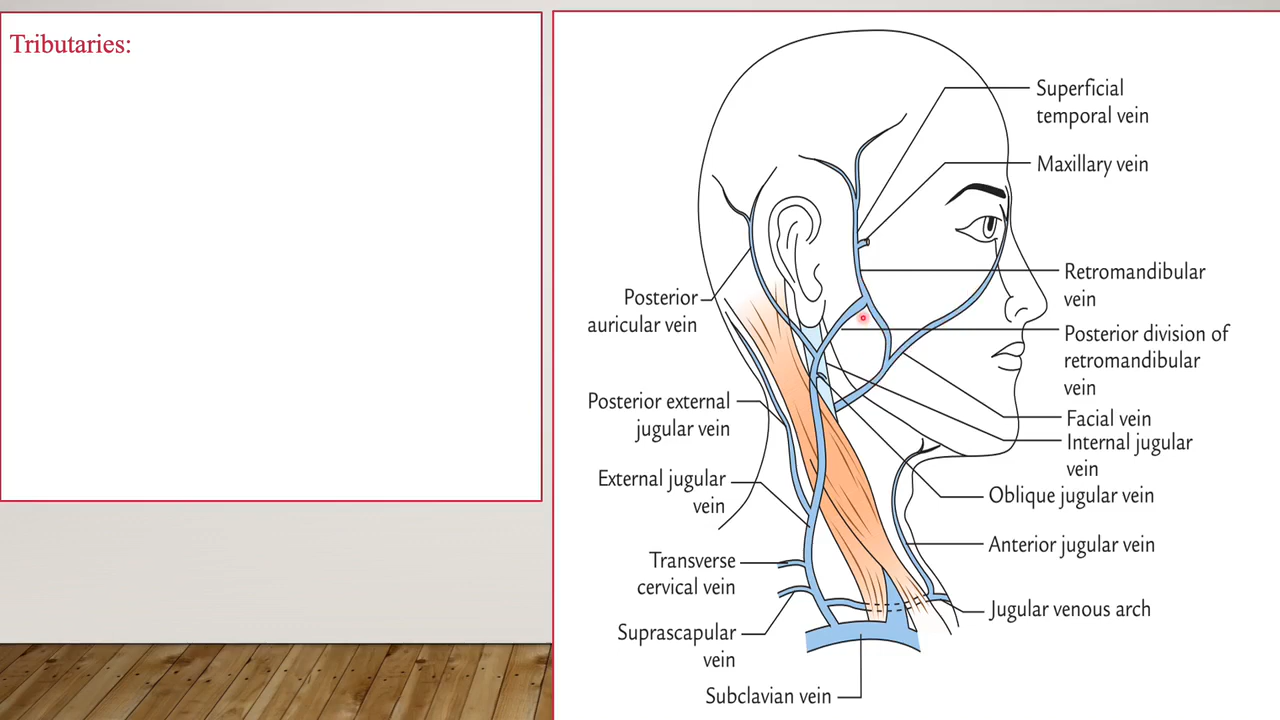 Tributaries:
Superficial
temporal vein
Maxillary vein
Retromandibular
vein
Posterior division of
retromandibular
vein
Facial vein
Internal jugular
vein
Oblique jugular vein
Anterior jugular vein
Jugular venous arch
Posterior
auricular vein
Posterior external
jugular vein
External jugular
vein
Transverse
cervical vein
Suprascapular
vein
Subclavian vein